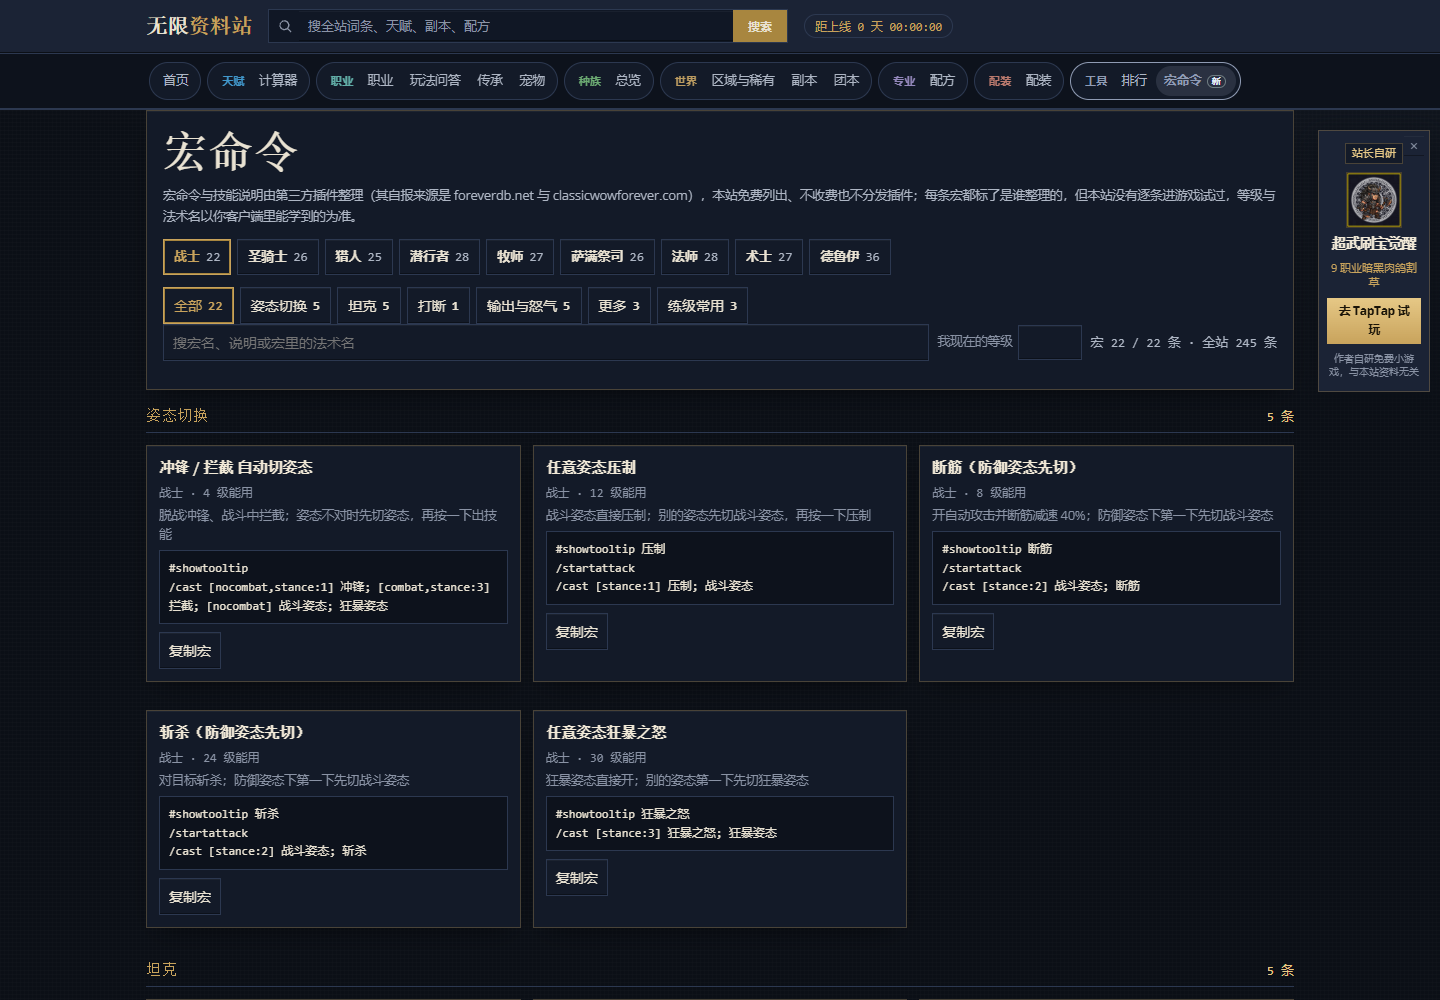 无限资料站
搜全站词条、天赋、副本、配方
搜索
距上线 0 天 00:00:00
首页
天赋 计算器
职业 职业 玩法问答 传承 宠物
种族 总览
世界 区域与稀有 副本 团本
专业 配方
配装 配装
工具 排行 宏命令 新
宏命令
宏命令与技能说明由第三方插件整理（其自报来源是 foreverdb.net 与 classicwowforever.com），本站免费列出、不收费也不分发插件；每条宏都标了是谁整理的，但本站没有逐条进游戏试过，等级与
法术名以你客户端里能学到的为准。
战士 22
圣骑士 26
猎人 25
潜行者 28
牧师 27
萨满祭司 26
法师 28
术士 27
德鲁伊 36
全部 22
姿态切换 5
坦克 5
打断 1
输出与怒气 5
更多 3
练级常用 3
搜宏名、说明或宏里的法术名
我现在的等级
宏 22 / 22 条 · 全站 245 条
站长自研
×
超武刷宝觉醒
9 职业暗黑肉鸽割
草
去 TapTap 试
玩
作者自研免费小游
戏，与本站资料无关
姿态切换
5 条
冲锋 / 拦截 自动切姿态
战士 · 4 级能用
脱战冲锋、战斗中拦截；姿态不对时先切姿态，再按一下出技
能
#showtooltip
/cast [nocombat,stance:1] 冲锋; [combat,stance:3]
拦截; [nocombat] 战斗姿态; 狂暴姿态
复制宏
任意姿态压制
战士 · 12 级能用
战斗姿态直接压制；别的姿态先切战斗姿态，再按一下压制
#showtooltip 压制
/startattack
/cast [stance:1] 压制; 战斗姿态
复制宏
断筋（防御姿态先切）
战士 · 8 级能用
开自动攻击并断筋减速 40%；防御姿态下第一下先切战斗姿态
#showtooltip 断筋
/startattack
/cast [stance:2] 战斗姿态; 断筋
复制宏
斩杀（防御姿态先切）
战士 · 24 级能用
对目标斩杀；防御姿态下第一下先切战斗姿态
#showtooltip 斩杀
/startattack
/cast [stance:2] 战斗姿态; 斩杀
复制宏
任意姿态狂暴之怒
战士 · 30 级能用
狂暴姿态直接开；别的姿态第一下先切狂暴姿态
#showtooltip 狂暴之怒
/cast [stance:3] 狂暴之怒; 狂暴姿态
复制宏
坦克
5 条